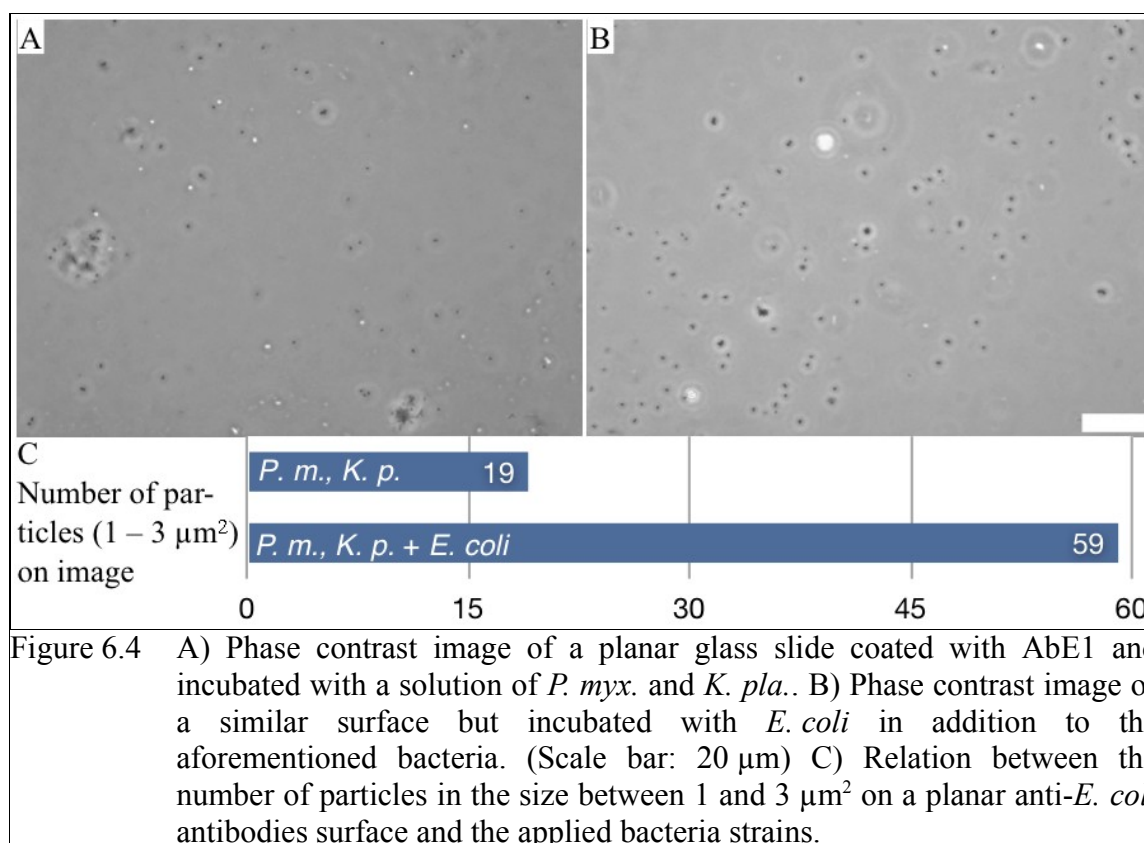 A
B
C
Number of par-
ticles (1 – 3 µm²)
on image
P. m., K. p. 19
P. m., K. p. + E. coli 59
0 15 30 45 60
Figure 6.4 A) Phase contrast image of a planar glass slide coated with AbE1 and
incubated with a solution of P. myx. and K. pla.. B) Phase contrast image of
a similar surface but incubated with E. coli in addition to the
aforementioned bacteria. (Scale bar: 20 µm) C) Relation between the
number of particles in the size between 1 and 3 µm² on a planar anti-E. coli
antibodies surface and the applied bacteria strains.